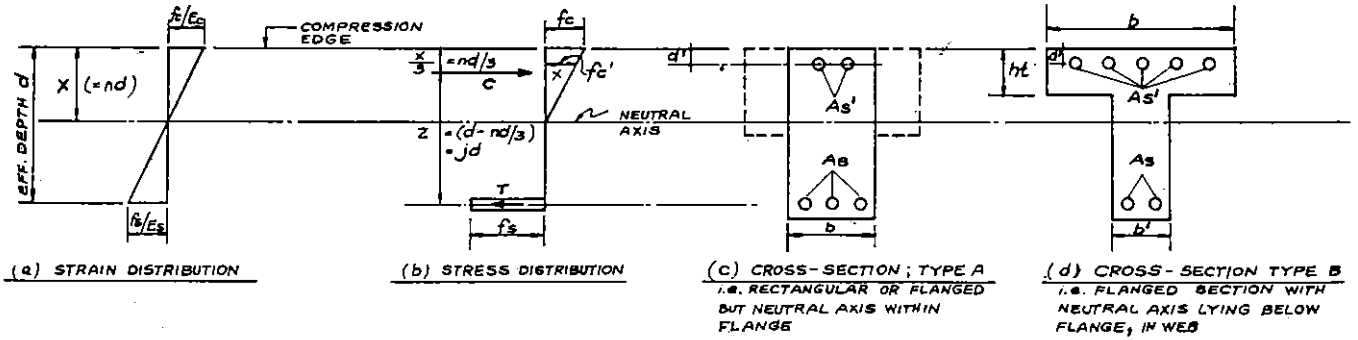 fc/Ec
COMPRESSION
EDGE
X (=nd)
EFF. DEPTH d
fs/Es
(a) STRAIN DISTRIBUTION
fc
X/3 = nd/3
C
X
fc'
Z = (d-nd/3)
= jd
NEUTRAL
AXIS
T
fs
(b) STRESS DISTRIBUTION
d'
As'
As
b
(c) CROSS-SECTION; TYPE A
i.e. RECTANGULAR OR FLANGED
BUT NEUTRAL AXIS WITHIN
FLANGE
b
d'
ht
As'
As
b'
(d) CROSS-SECTION TYPE B
i.e. FLANGED SECTION WITH
NEUTRAL AXIS LYING BELOW
FLANGE, IN WEB